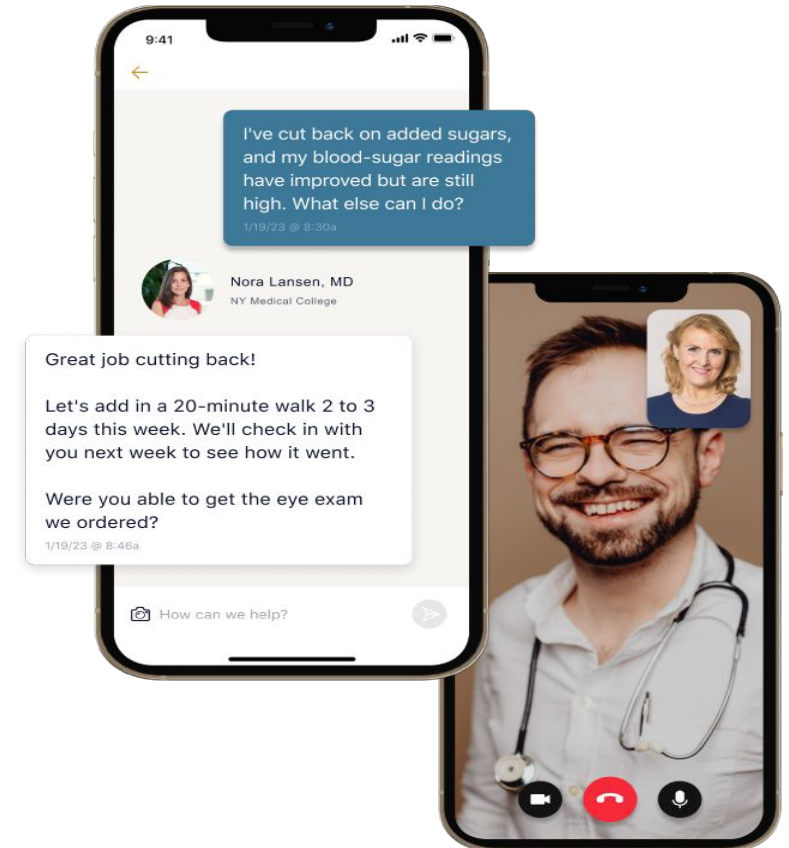 9:41
I've cut back on added sugars,
and my blood-sugar readings
have improved but are still
high. What else can I do?
1/19/23 @ 8:30a
Nora Lansen, MD
NY Medical College
Great job cutting back!
Let's add in a 20-minute walk 2 to 3
days this week. We'll check in with
you next week to see how it went.
Were you able to get the eye exam
we ordered?
1/19/23 @ 8:46a
How can we help?